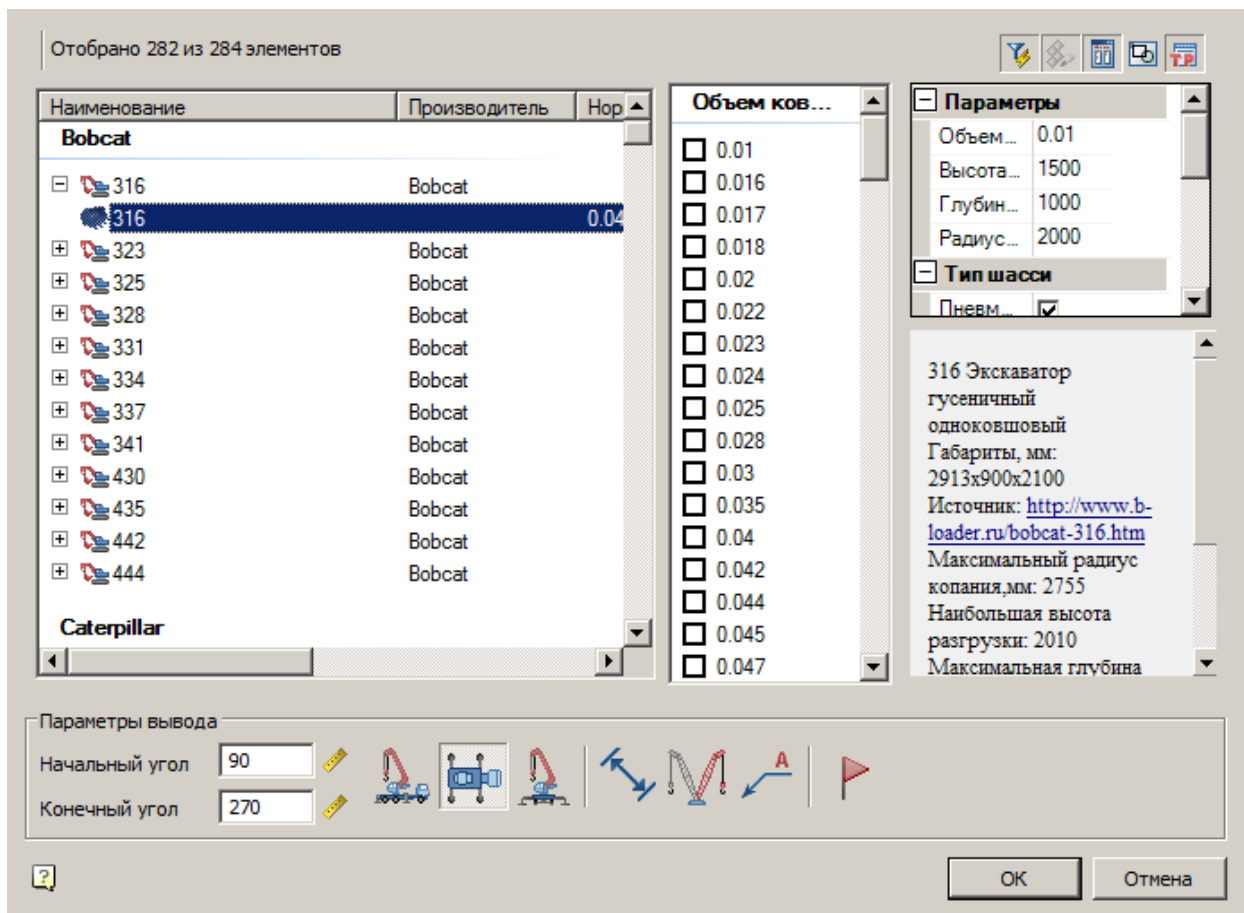 Отобрано 282 из 284 элементов
T.P.
Наименование Производитель Нор
Bobcat
316 Bobcat
316 0.04
323 Bobcat
325 Bobcat
328 Bobcat
331 Bobcat
334 Bobcat
337 Bobcat
341 Bobcat
430 Bobcat
435 Bobcat
442 Bobcat
444 Bobcat
Caterpillar
Объем ков...
0.01
0.016
0.017
0.018
0.02
0.022
0.023
0.024
0.025
0.028
0.03
0.035
0.04
0.042
0.044
0.045
0.047
Параметры
Объем... 0.01
Высота... 1500
Глубин... 1000
Радиус... 2000
Тип шасси
Пневм...
316 Экскаватор
гусеничный
одноковшовый
Габариты, мм:
2913x900x2100
Источник: http://www.b-
loader.ru/bobcat-316.htm
Максимальный радиус
копания,мм: 2755
Наибольшая высота
разгрузки: 2010
Максимальная глубина
Параметры вывода
Начальный угол 90
Конечный угол 270
A
?
OK Отмена